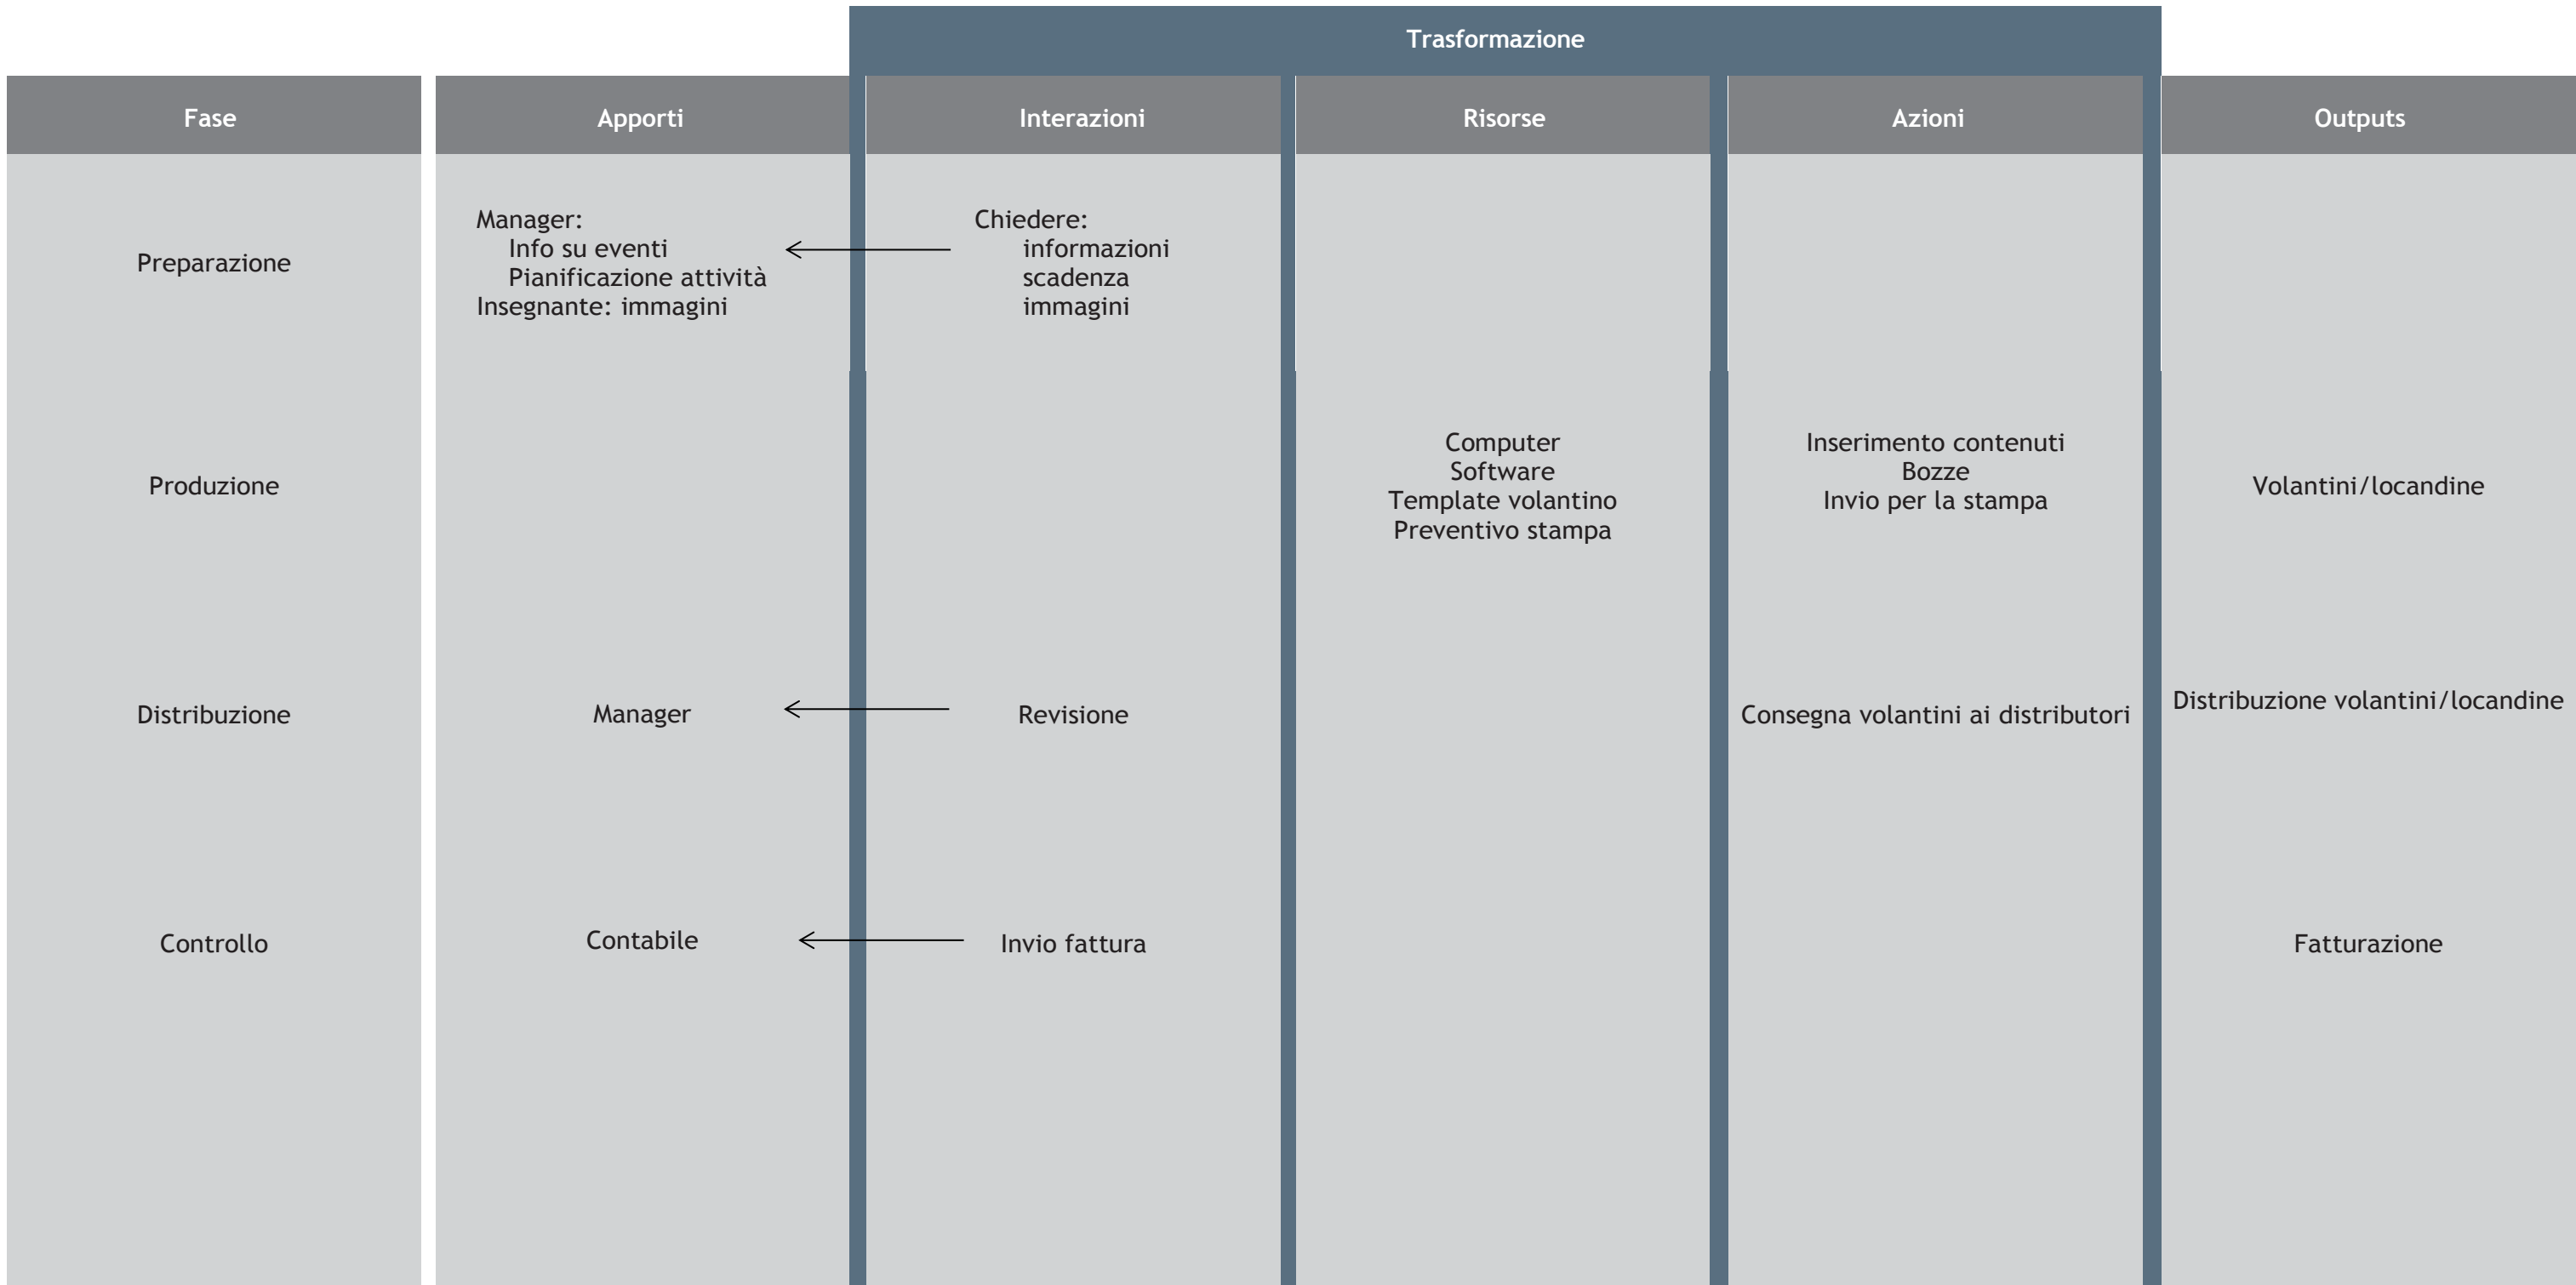 Trasformazione
Fase
Apporti
Interazioni
Risorse
Azioni
Outputs
Preparazione
Manager:
Info su eventi
Pianificazione attività
Insegnante: immagini
Chiedere:
informazioni
scadenza
immagini
Produzione
Computer
Software
Template volantino
Preventivo stampa
Inserimento contenuti
Bozze
Invio per la stampa
Volantini/locandine
Distribuzione
Manager
Revisione
Consegna volantini ai distributori
Distribuzione volantini/locandine
Controllo
Contabile
Invio fattura
Fatturazione